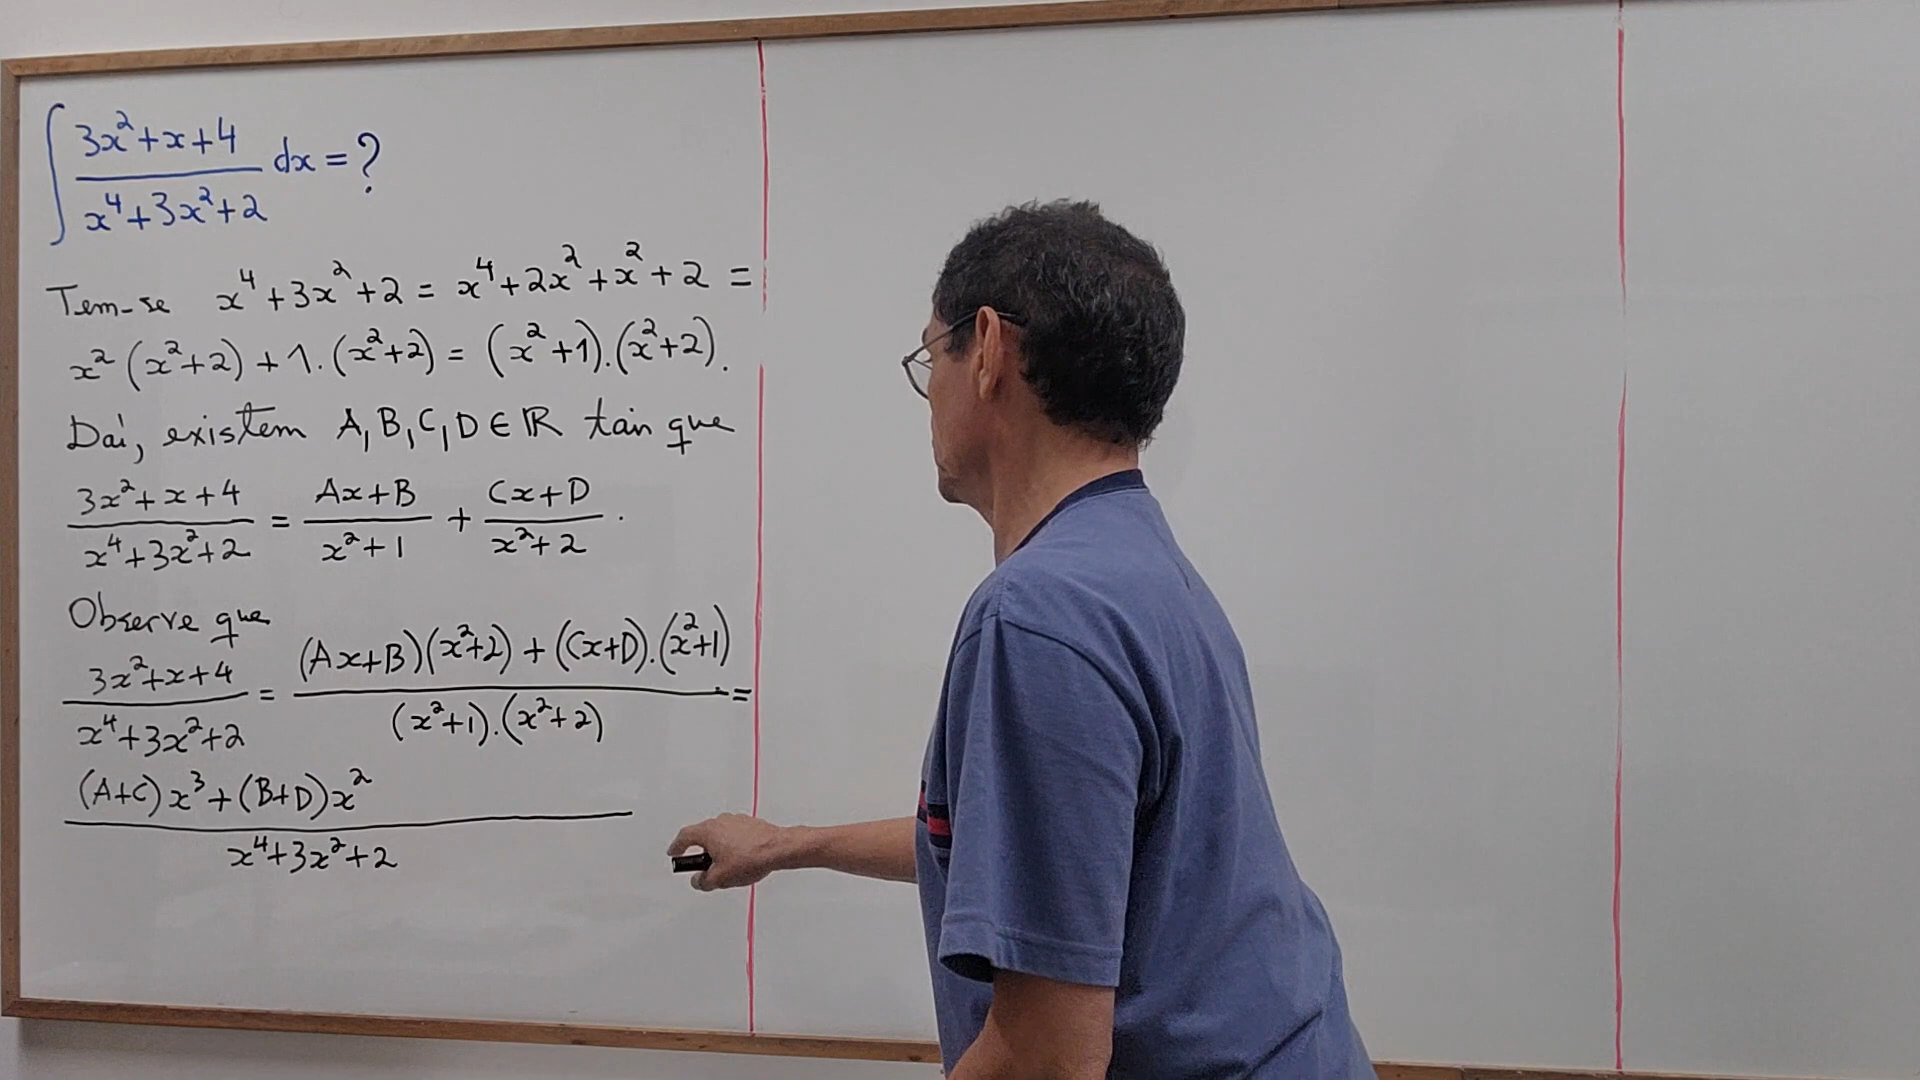 ∫ (3x²+x+4)/(x⁴+3x²+2) dx = ?
Tem-se x⁴+3x²+2 = x⁴+2x²+x²+2 =
x²(x²+2)+1.(x²+2) = (x²+1).(x²+2).
Daí, existem A,B,C,D∈ℝ tais que
(3x²+x+4)/(x⁴+3x²+2) = (Ax+B)/(x²+1) + (Cx+D)/(x²+2).
Observe que
(3x²+x+4)/(x⁴+3x²+2) = ((Ax+B)(x²+2)+(Cx+D).(x²+1))/((x²+1).(x²+2)) =
((A+C)x³+(B+D)x²)/(x⁴+3x²+2)